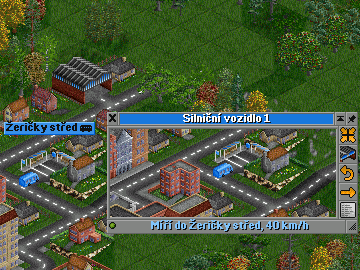 Silniční vozidlo 1
Žeričky střed
Míří do Žeričky střed, 40 km/h